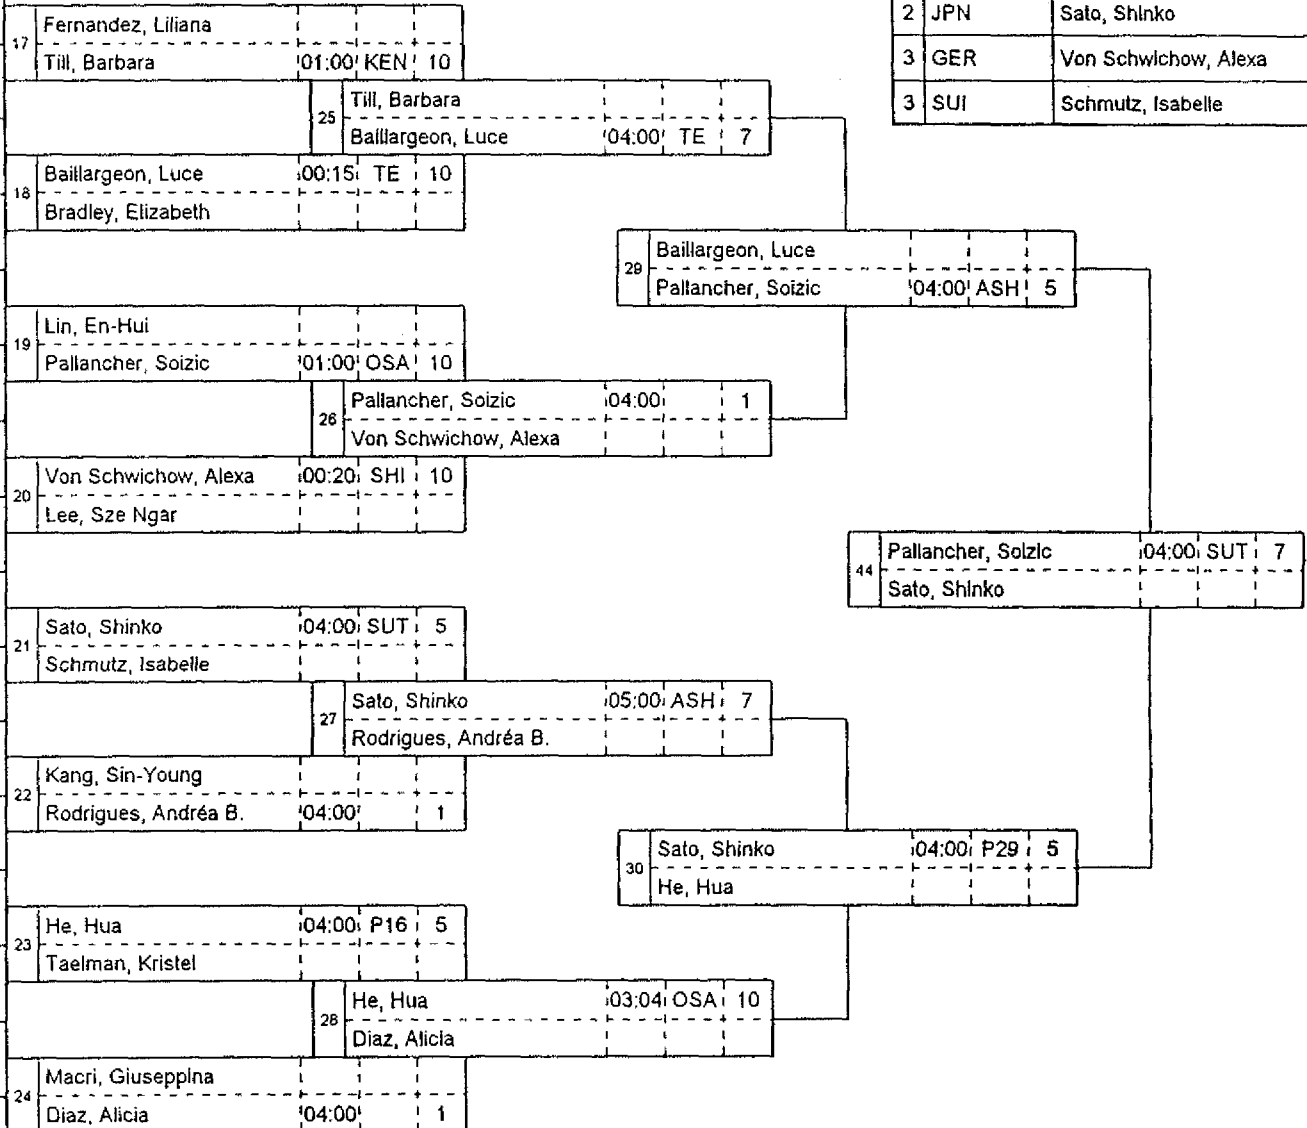 2 JPN Sato, Shinko
17 Fernandez, Liliana
Till, Barbara 01:00 KEN 10
3 GER Von Schwichow, Alexa
3 SUI Schmutz, Isabelle
25 Till, Barbara
Baillargeon, Luce 04:00 TE 7
18 Baillargeon, Luce 00:15 TE 10
Bradley, Elizabeth
29 Baillargeon, Luce
Pallancher, Soizic 04:00 ASH 5
19 Lin, En-Hui
Pallancher, Soizic 01:00 OSA 10
26 Pallancher, Soizic 04:00 1
Von Schwichow, Alexa
20 Von Schwichow, Alexa 00:20 SHI 10
Lee, Sze Ngar
44 Pallancher, Soizic 04:00 SUT 7
Sato, Shinko
21 Sato, Shinko 04:00 SUT 5
Schmutz, Isabelle
27 Sato, Shinko 05:00 ASH 7
Rodrigues, Andréa B.
22 Kang, Sin-Young
Rodrigues, Andréa B. 04:00 1
30 Sato, Shinko 04:00 P29 5
He, Hua
23 He, Hua 04:00 P16 5
Taelman, Kristel
28 He, Hua 03:04 OSA 10
Diaz, Alicia
24 Macri, Giuseppina
Diaz, Alicia 04:00 1